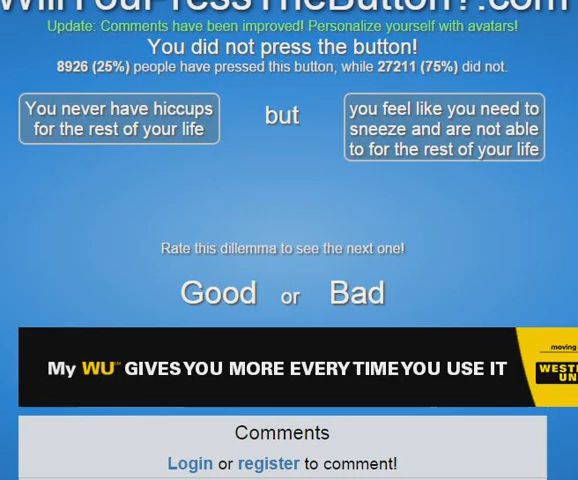 WillYouPressTheButton?.com
Update: Comments have been improved! Personalize yourself with avatars!
You did not press the button!
8926 (25%) people have pressed this button, while 27211 (75%) did not.
You never have hiccups
for the rest of your life
but
you feel like you need to
sneeze and are not able
to for the rest of your life
Rate this dillemma to see the next one!
Good or Bad
My WU GIVES YOU MORE EVERY TIME YOU USE IT
moving
WEST
UN
Comments
Login or register to comment!